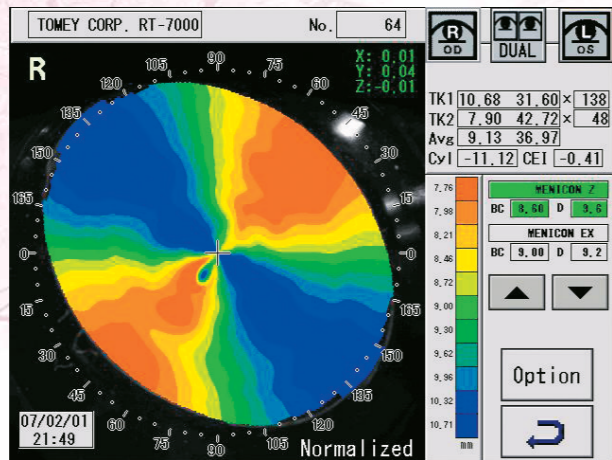 TOMEY CORP. RT-7000
No. 64
R
X: 0.01
Y: 0.04
Z:-0.01
R
OD
DUAL
L
OS
TK1 10.68 31.60 × 138
TK2 7.90 42.72 × 48
Avg 9.13 36.97
Cyl -11.12 CEI -0.41
135
120
105
90
75
60
45
30
15
150
165
0
0
165
150
135
120
105
90
75
60
45
30
15
7.76
7.98
8.21
8.46
8.72
9.00
9.30
9.62
9.96
10.32
10.71
mm
MENICON Z
BC 8.60 D 9.6
MENICON EX
BC 9.00 D 9.2
Option
07/02/01
21:49
Normalized